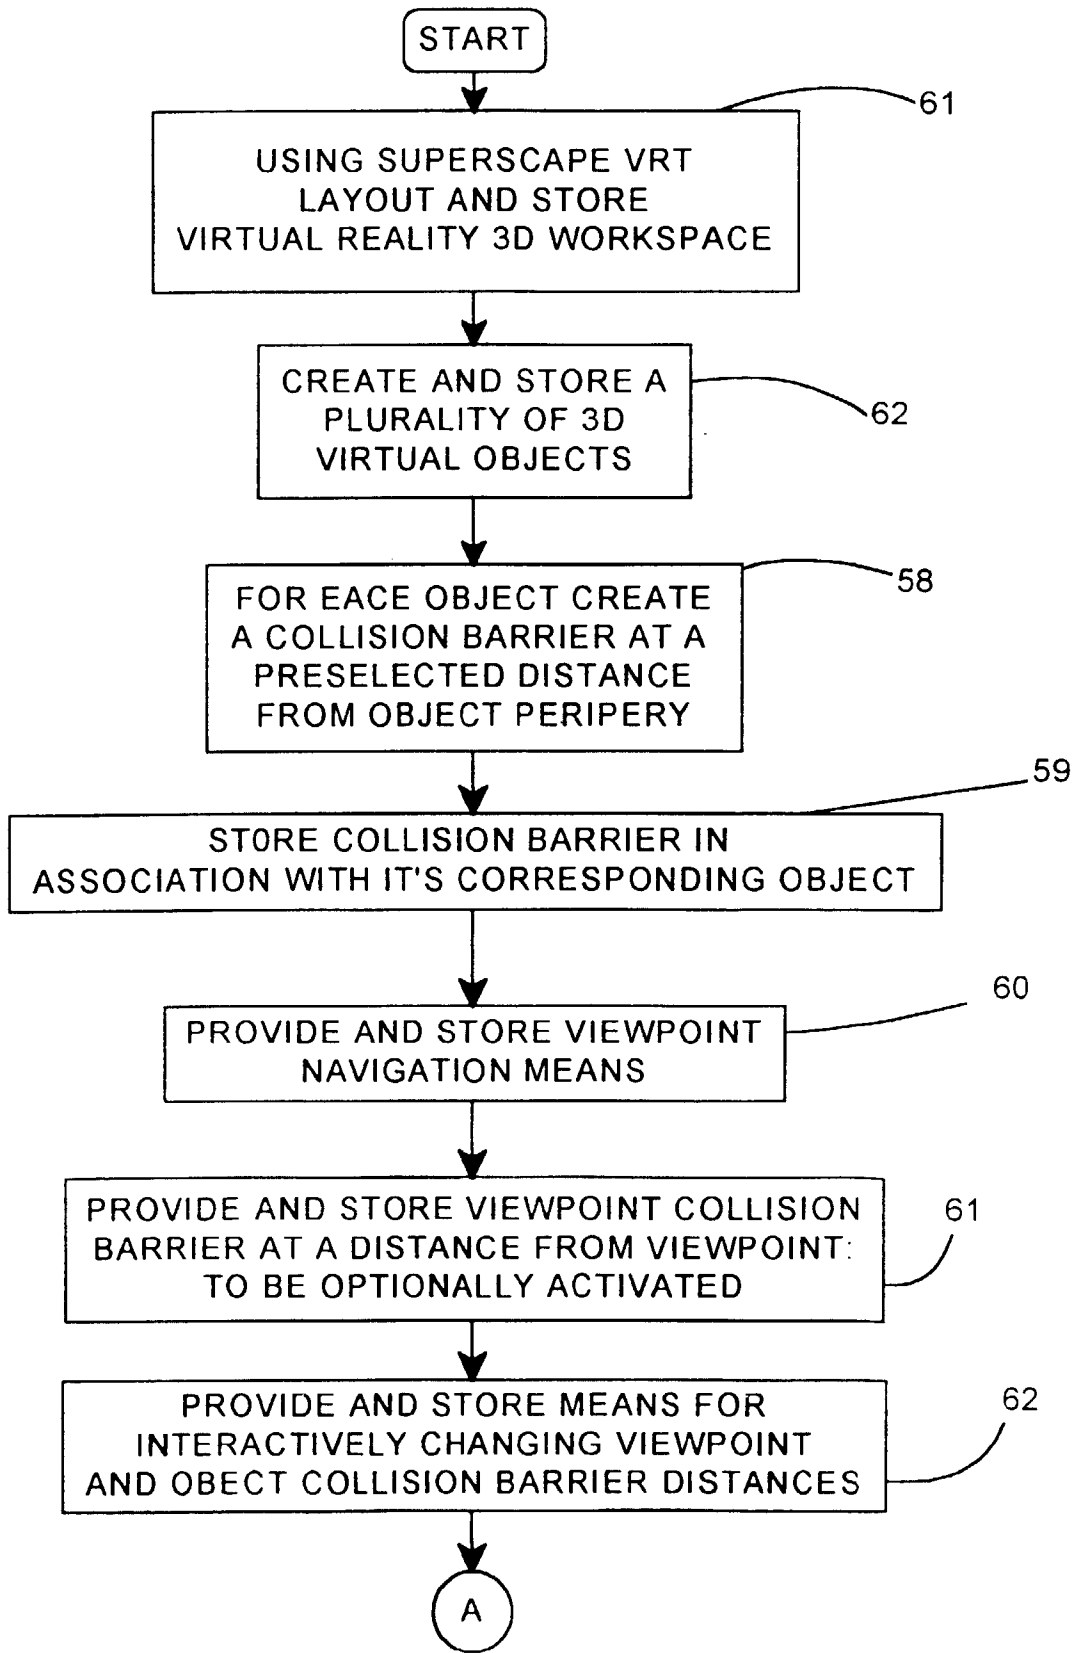 START
61
USING SUPERSCAPE VRT
LAYOUT AND STORE
VIRTUAL REALITY 3D WORKSPACE
CREATE AND STORE A
PLURALITY OF 3D
VIRTUAL OBJECTS
62
58
FOR EACE OBJECT CREATE
A COLLISION BARRIER AT A
PRESELECTED DISTANCE
FROM OBJECT PERIPERY
59
STORE COLLISION BARRIER IN
ASSOCIATION WITH IT'S CORRESPONDING OBJECT
60
PROVIDE AND STORE VIEWPOINT
NAVIGATION MEANS
PROVIDE AND STORE VIEWPOINT COLLISION
BARRIER AT A DISTANCE FROM VIEWPOINT:
TO BE OPTIONALLY ACTIVATED
61
PROVIDE AND STORE MEANS FOR
INTERACTIVELY CHANGING VIEWPOINT
AND OBECT COLLISION BARRIER DISTANCES
62
A